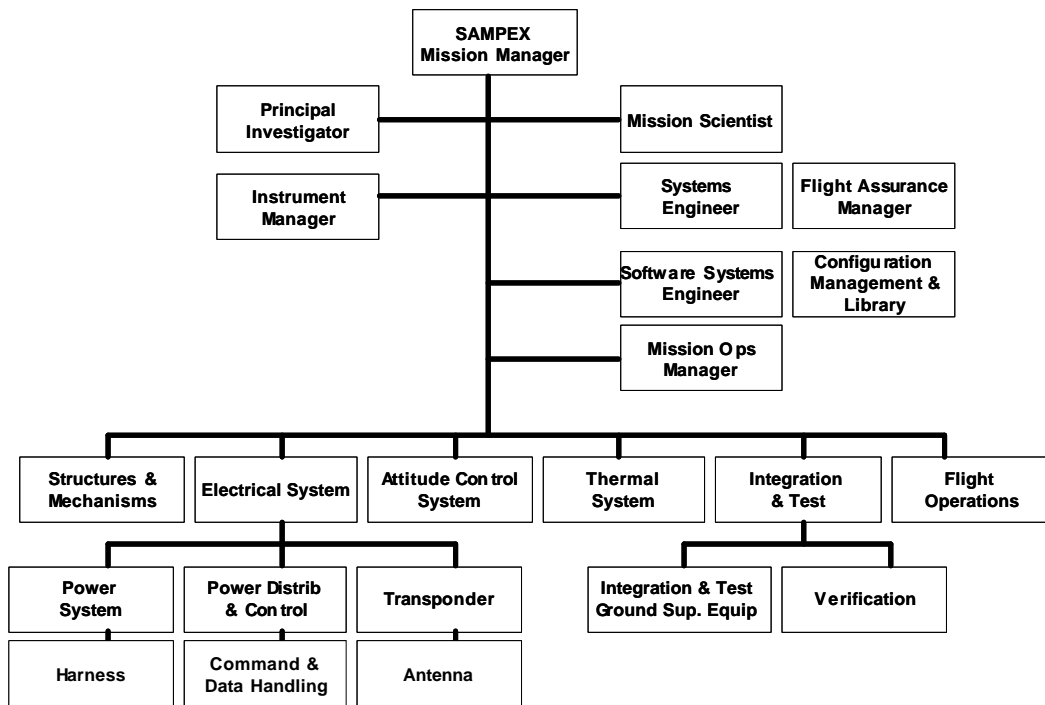 SAMPEX
Mission Manager
Principal
Investigator
Mission Scientist
Instrument
Manager
Systems
Engineer
Flight Assurance
Manager
Software Systems
Engineer
Configuration
Management &
Library
Mission Ops
Manager
Structures &
Mechanisms
Electrical System
Attitude Control
System
Thermal
System
Integration
& Test
Flight
Operations
Power
System
Power Distrib
& Control
Transponder
Integration & Test
Ground Sup. Equip
Verification
Harness
Command &
Data Handling
Antenna